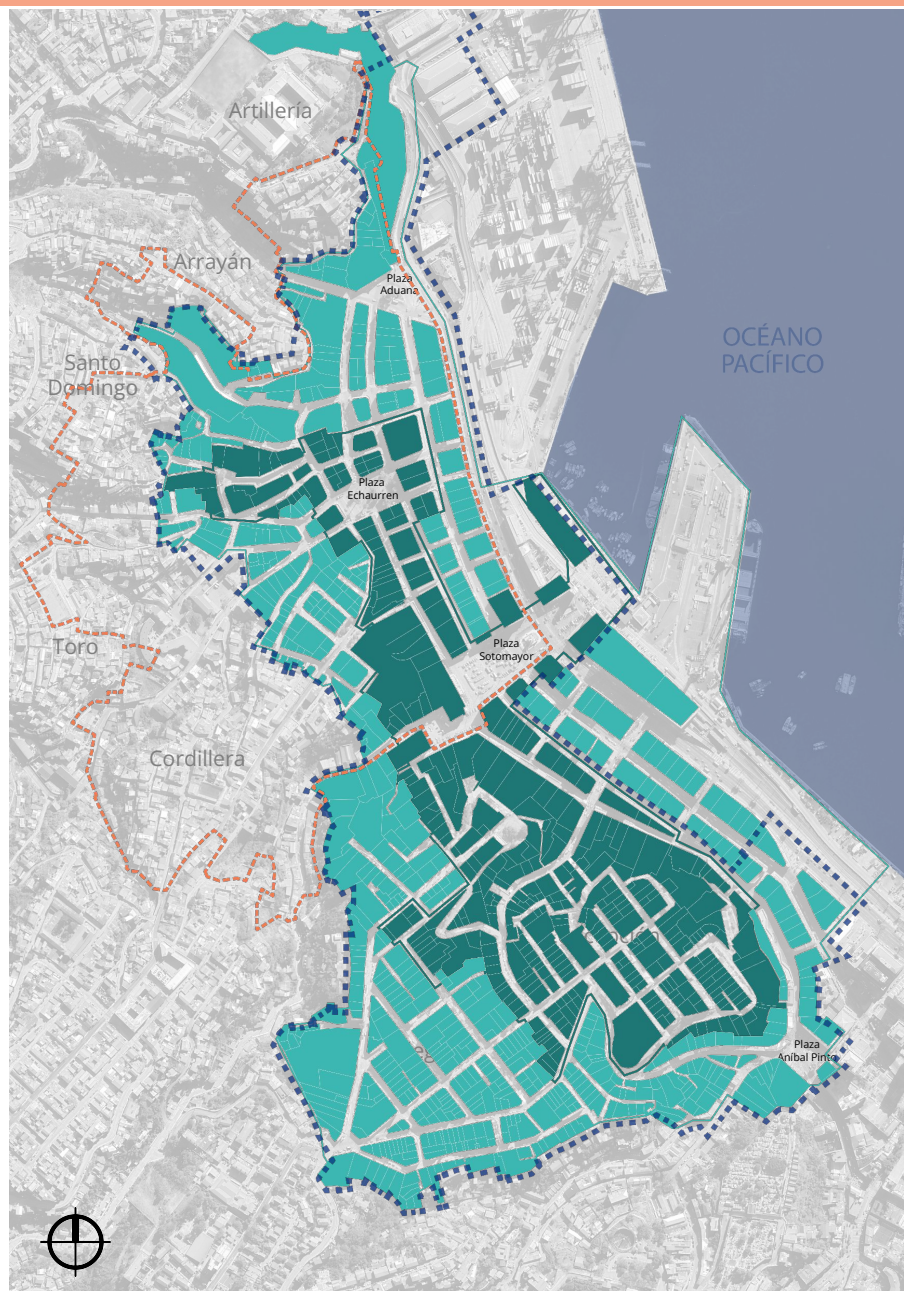 Artillería
Arrayán
Plaza
Aduana
OCÉANO
PACÍFICO
Santo
Domingo
Plaza
Echaurren
Toro
Plaza
Sotomayor
Cordillera
Plaza
Aníbal Pinto